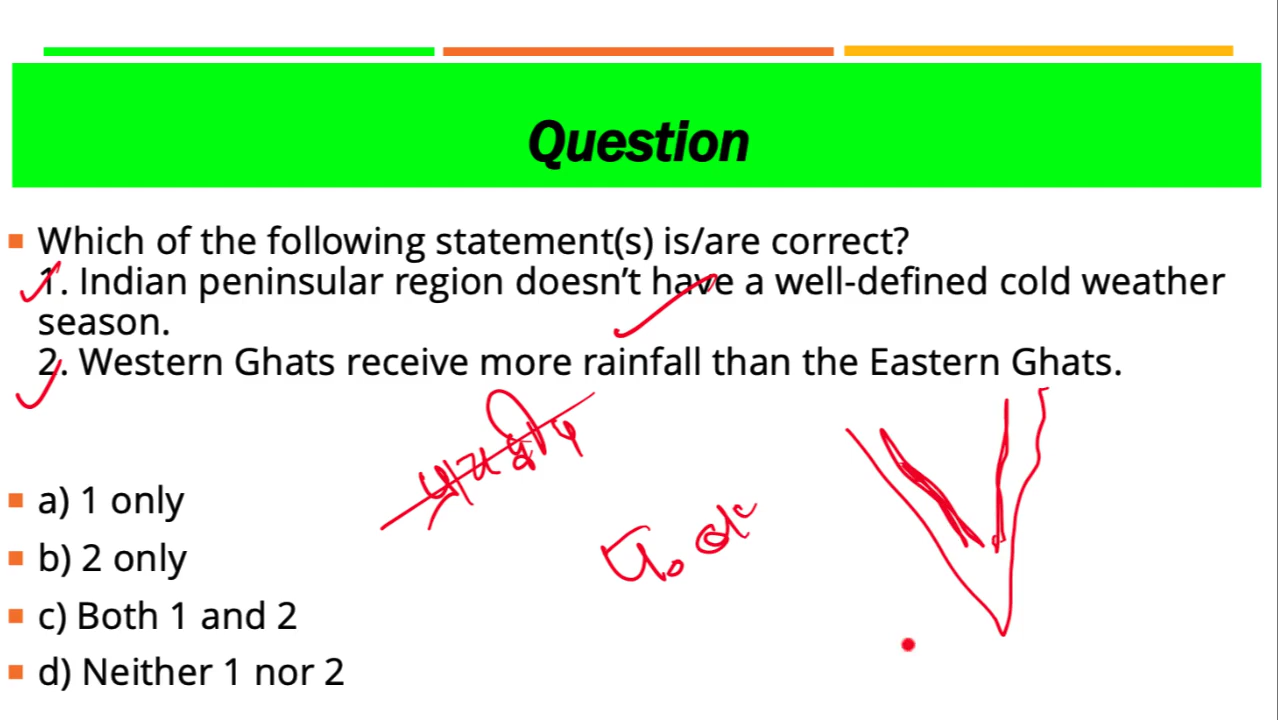 Question
Which of the following statement(s) is/are correct?
1. Indian peninsular region doesn't have a well-defined cold weather
season.
2. Western Ghats receive more rainfall than the Eastern Ghats.
a) 1 only
b) 2 only
c) Both 1 and 2
d) Neither 1 nor 2